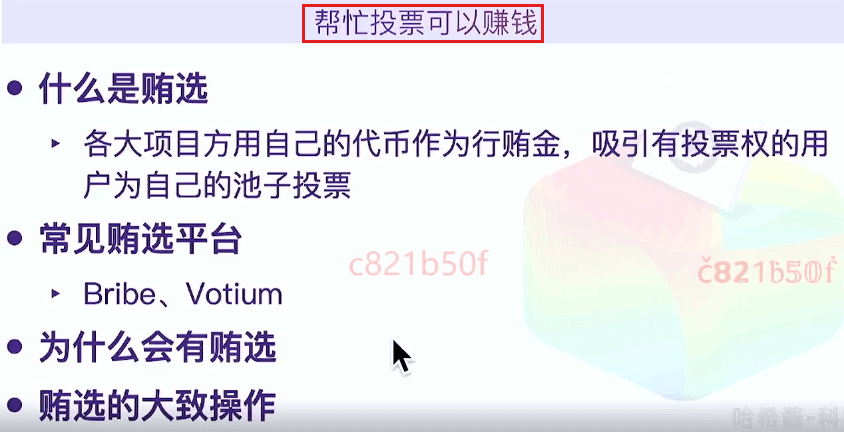 帮忙投票可以赚钱
什么是贿选
各大项目方用自己的代币作为行贿金，吸引有投票权的用
户为自己的池子投票
常见贿选平台
c821b50f
č821ḃ50ḟ
Bribe、Votium
为什么会有贿选
贿选的大致操作
哈希酱-科